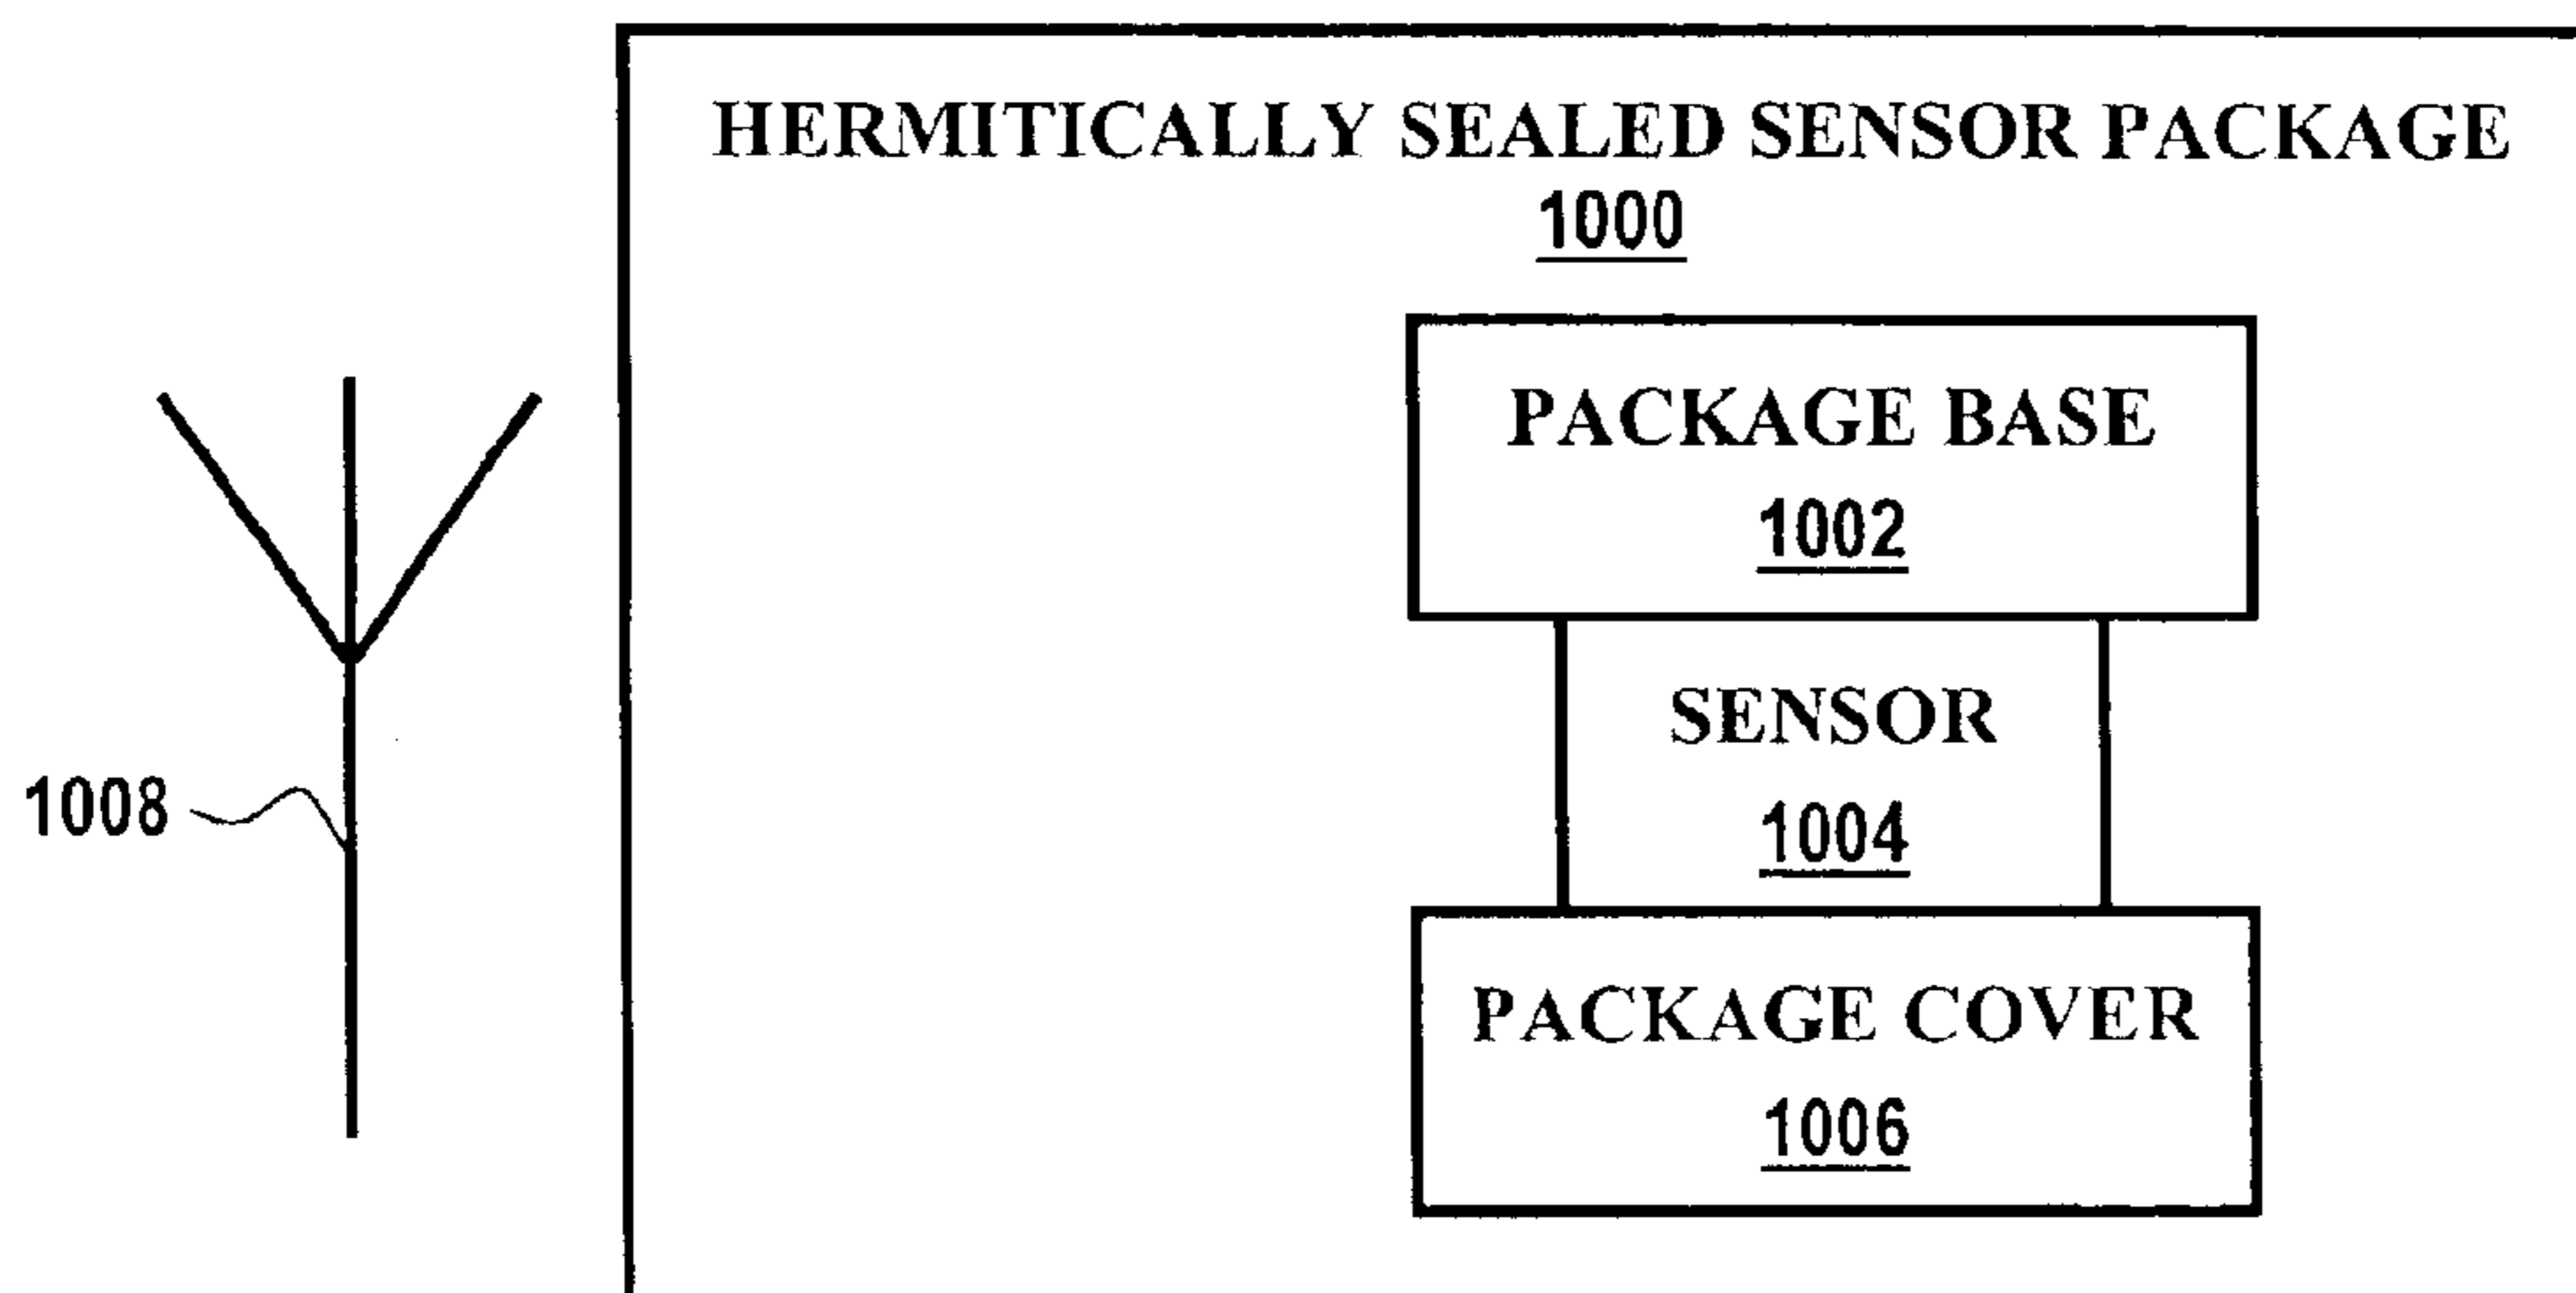 HERMITICALLY SEALED SENSOR PACKAGE
1000
PACKAGE BASE
1002
SENSOR
1004
1008
PACKAGE COVER
1006